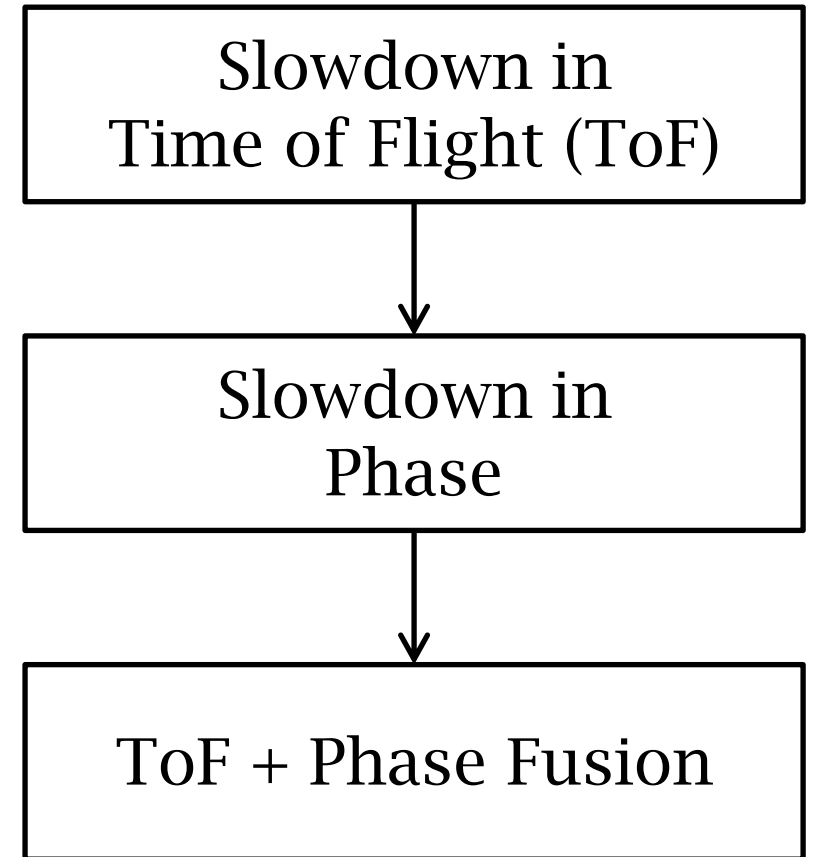 Slowdown in
Time of Flight (ToF)
Slowdown in
Phase
ToF + Phase Fusion